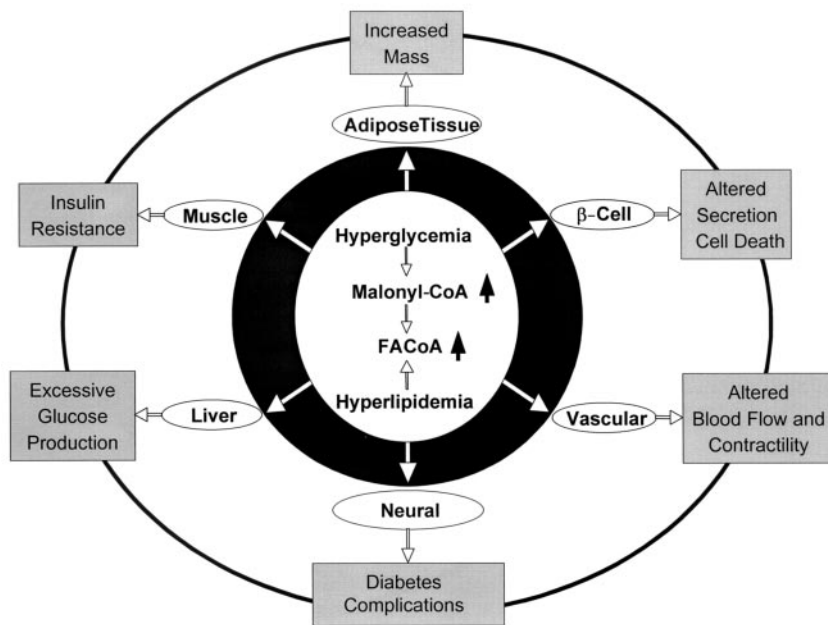 Increased
Mass
AdiposeTissue
Insulin
Resistance
Muscle
β-Cell
Altered
Secretion
Cell Death
Hyperglycemia
Malonyl-CoA
FACoA
Hyperlipidemia
Excessive
Glucose
Production
Liver
Vascular
Altered
Blood Flow and
Contractility
Neural
Diabetes
Complications